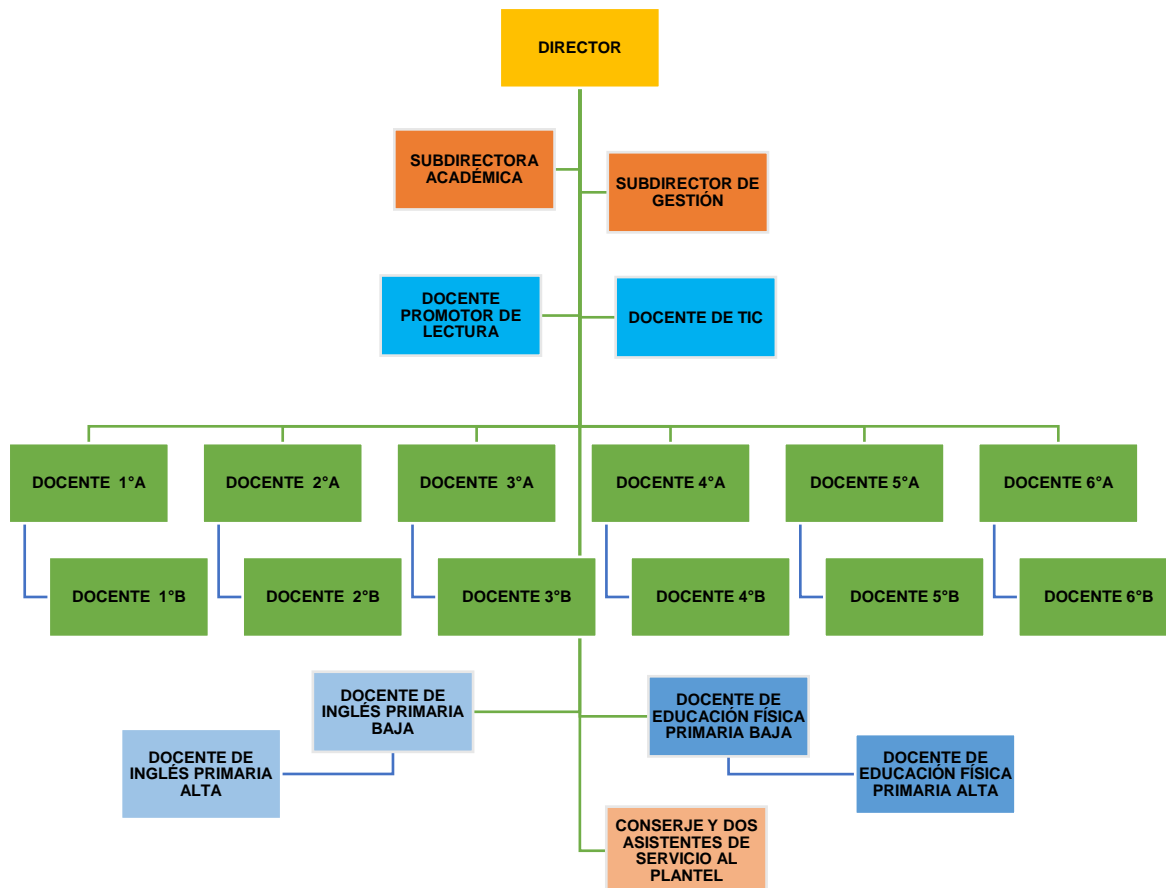 DIRECTOR
SUBDIRECTORA
ACADÉMICA
SUBDIRECTOR DE
GESTIÓN
DOCENTE
PROMOTOR DE
LECTURA
DOCENTE DE TIC
DOCENTE 1°A
DOCENTE 2°A
DOCENTE 3°A
DOCENTE 4°A
DOCENTE 5°A
DOCENTE 6°A
DOCENTE 1°B
DOCENTE 2°B
DOCENTE 3°B
DOCENTE 4°B
DOCENTE 5°B
DOCENTE 6°B
DOCENTE DE
INGLÉS PRIMARIA
BAJA
DOCENTE DE
EDUCACIÓN FÍSICA
PRIMARIA BAJA
DOCENTE DE
INGLÉS PRIMARIA
ALTA
DOCENTE DE
EDUCACIÓN FÍSICA
PRIMARIA ALTA
CONSERJE Y DOS
ASISTENTES DE
SERVICIO AL
PLANTEL